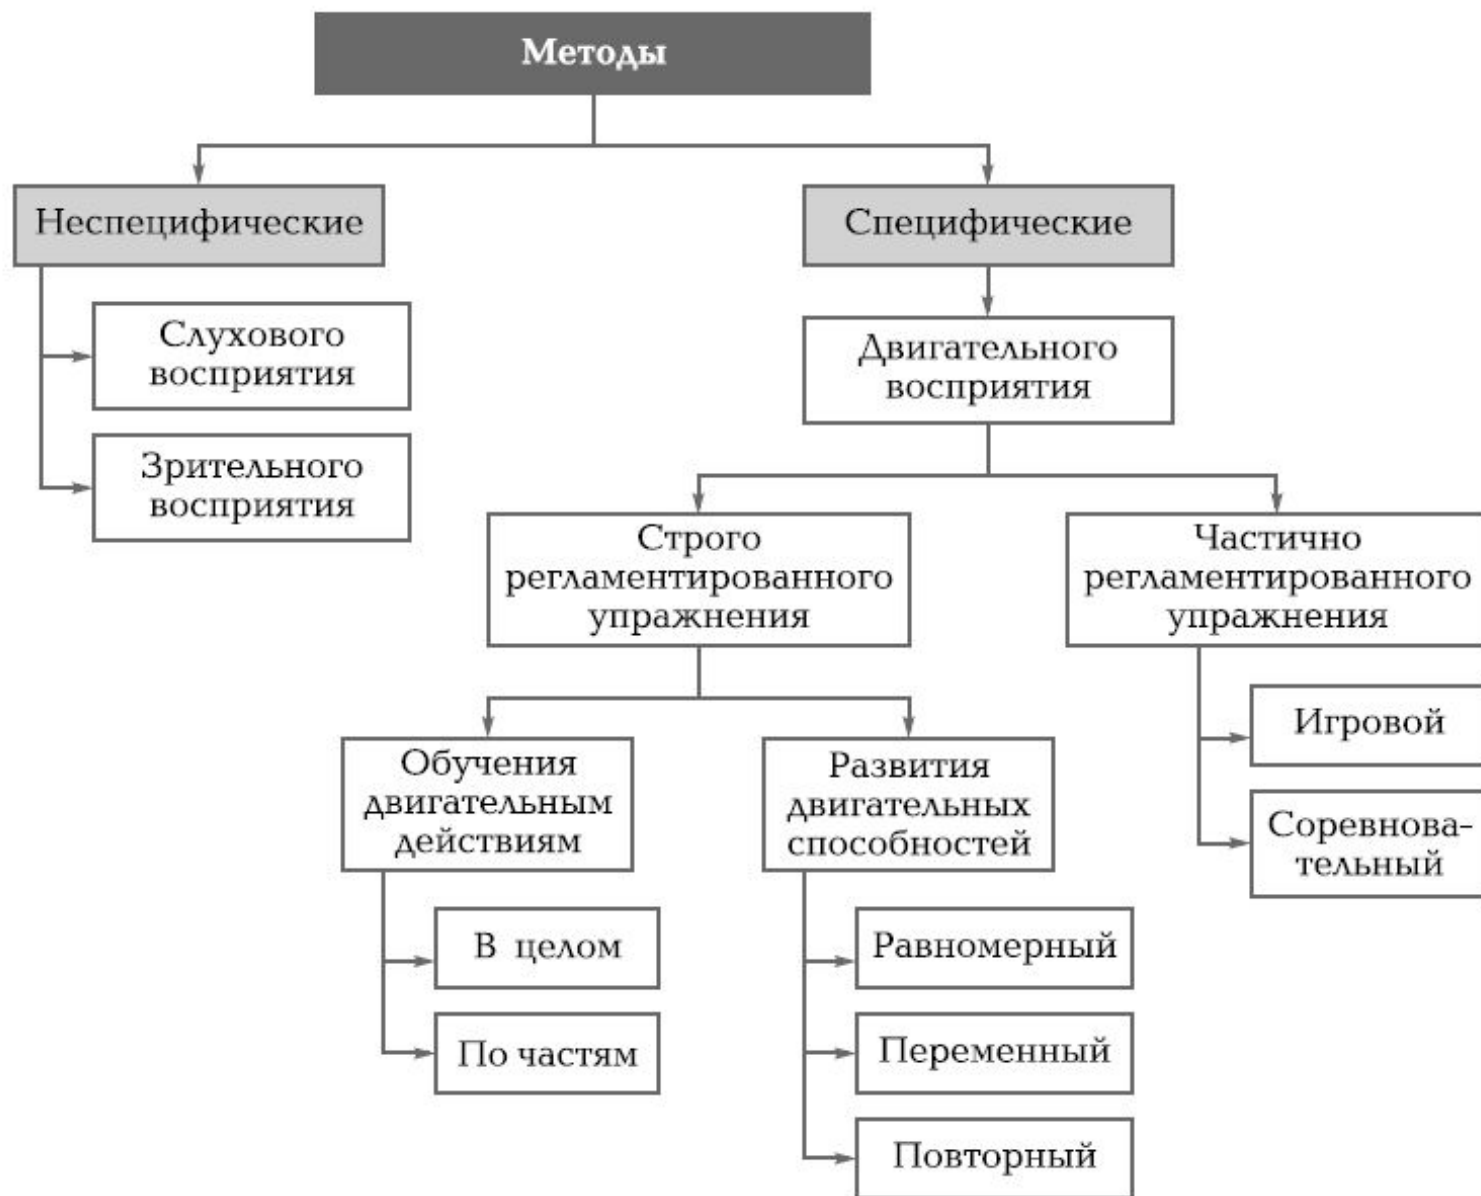 Методы
Неспецифические
Специфические
Слухового
восприятия
Зрительного
восприятия
Двигательного
восприятия
Строго
регламентированного
упражнения
Частично
регламентированного
упражнения
Обучения
двигательным
действиям
В целом
По частям
Развития
двигательных
способностей
Равномерный
Переменный
Повторный
Игровой
Соревнова-
тельный